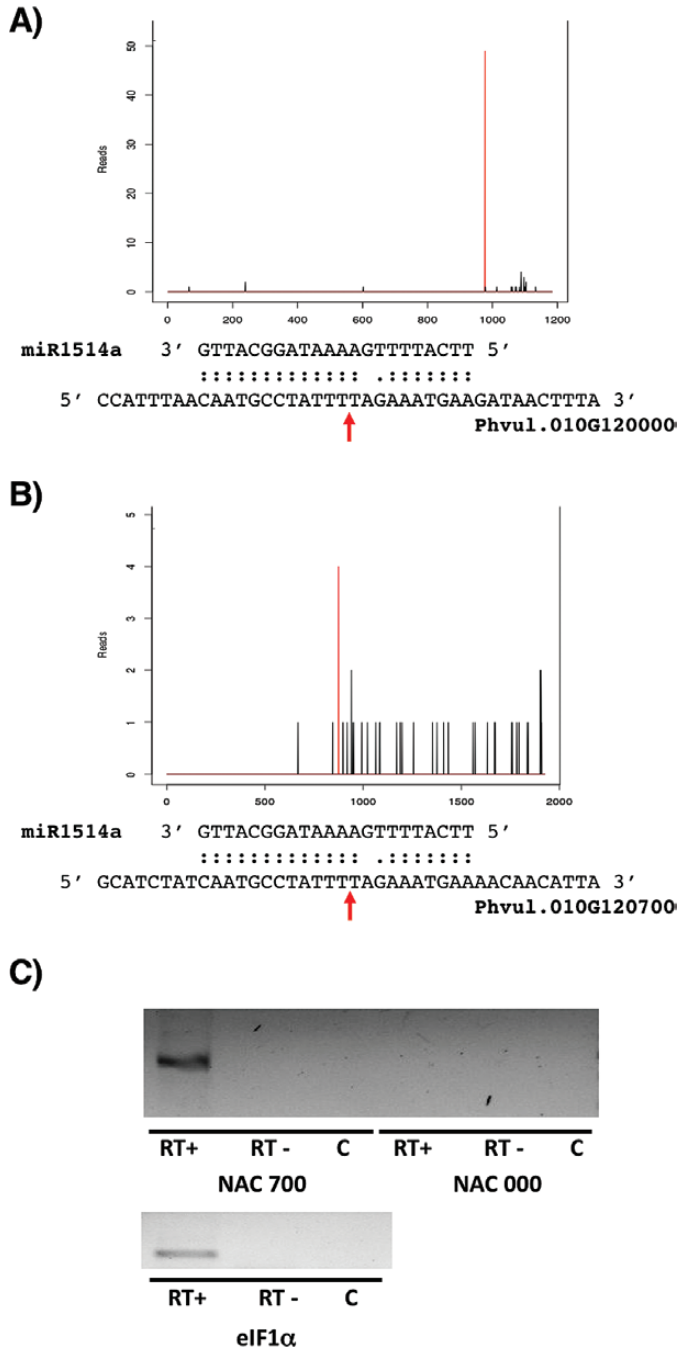 A)
50
40
30
20
10
0
Reads
0 200 400 600 800 1000 1200
miR1514a 3′ GTTACGGATAAAAGTTTTACTT 5′
::::::::::::: .:::::::
5′ CCATTTAACAATGCCTATTTTAGAAATGAAGATAACTTTA 3′
Phvul.010G120000
B)
5
4
3
2
1
0
Reads
0 500 1000 1500 2000
miR1514a 3′ GTTACGGATAAAAGTTTTACTT 5′
::::::::::::: .:::::::
5′ GCATCTATCAATGCCTATTTTAGAAATGAAAACAACATTA 3′
Phvul.010G120700
C)
RT+ RT - C RT+ RT - C
NAC 700 NAC 000
RT+ RT - C
eIF1α